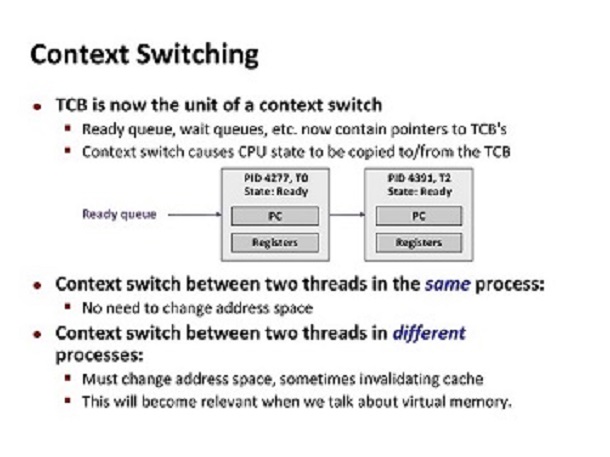 Context Switching
• TCB is now the unit of a context switch
▪ Ready queue, wait queues, etc. now contain pointers to TCB's
▪ Context switch causes CPU state to be copied to/from the TCB
PID 4277, T0
State: Ready
PC
Registers
PID 4391, T2
State: Ready
PC
Registers
Ready queue
• Context switch between two threads in the same process:
▪ No need to change address space
• Context switch between two threads in different
processes:
▪ Must change address space, sometimes invalidating cache
▪ This will become relevant when we talk about virtual memory.